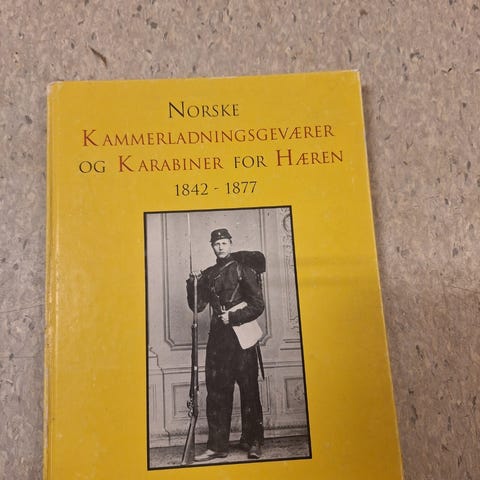 NORSKE
KAMMERLADNINGSGEVÆRER
OG KARABINER FOR HÆREN
1842 - 1877